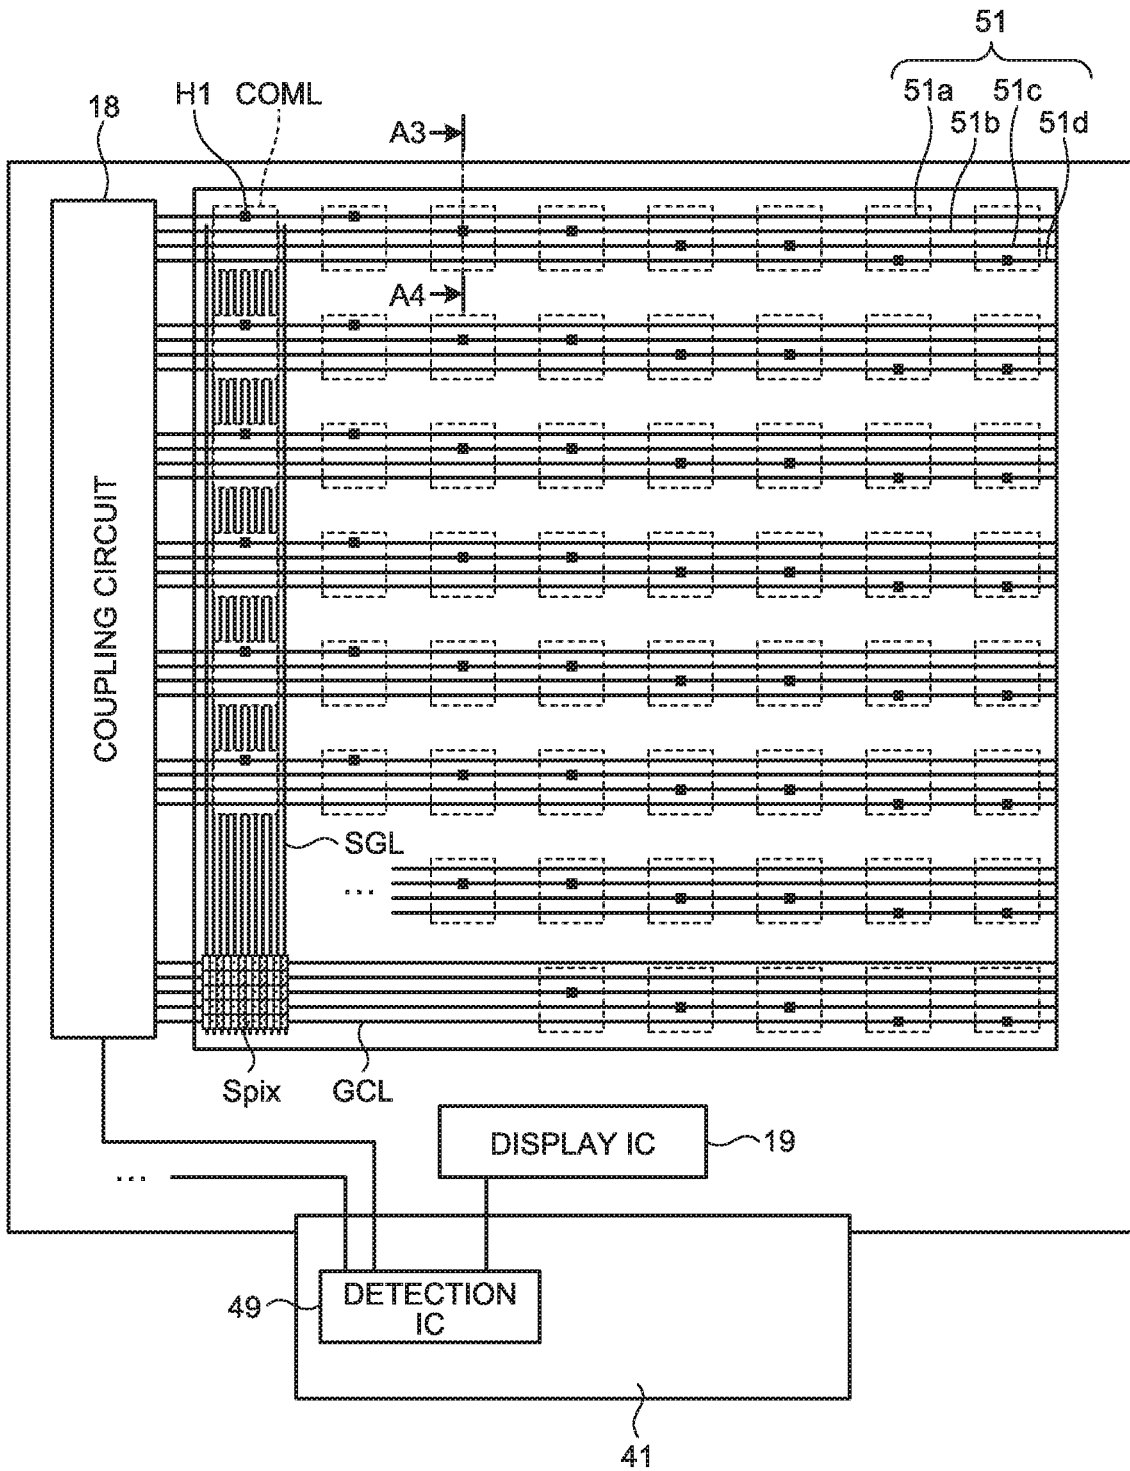 51
H1 COML 51a 51c
18 A3 51b 51d
A4
COUPLING CIRCUIT
SGL
...
Spix GCL
DISPLAY IC 19
...
49 DETECTION
IC
41